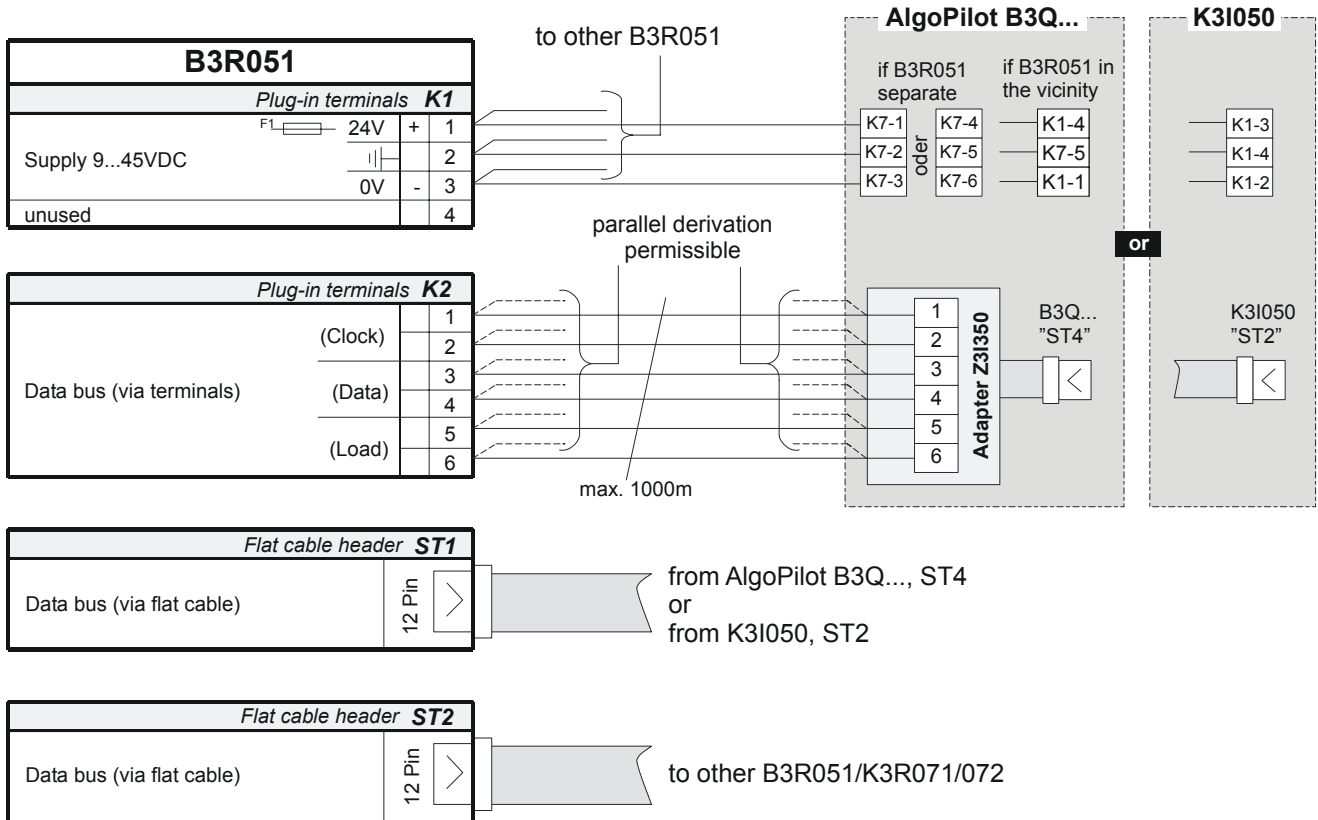 AlgoPilot B3Q...
K3I050
to other B3R051
B3R051
Plug-in terminals K1
F1
24V + 1
Supply 9...45VDC
2
0V - 3
unused
4
if B3R051
separate
if B3R051 in
the vicinity
K7-1
K7-2
K7-3
oder
K7-4
K7-5
K7-6
K1-4
K7-5
K1-1
K1-3
K1-4
K1-2
or
parallel derivation
permissible
Plug-in terminals K2
Data bus (via terminals)
(Clock)
(Data)
(Load)
1
2
3
4
5
6
max. 1000m
1
2
3
4
5
6
Adapter Z3I350
B3Q...
"ST4"
K3I050
"ST2"
Flat cable header ST1
Data bus (via flat cable)
12 Pin
from AlgoPilot B3Q..., ST4
or
from K3I050, ST2
Flat cable header ST2
Data bus (via flat cable)
12 Pin
to other B3R051/K3R071/072